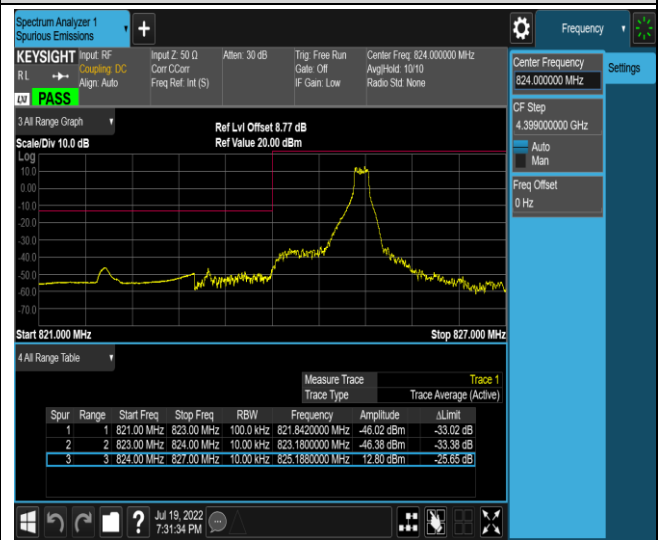 Spectrum Analyzer 1
Spurious Emissions
+
Frequency
KEYSIGHT
RL
Input: RF
Coupling: DC
Align: Auto
Input Z: 50 Ω
Corr CCorr
Freq Ref: Int (S)
Atten: 30 dB
Trig: Free Run
Gate: Off
IF Gain: Low
Center Freq: 824.000000 MHz
Avg|Hold: 10/10
Radio Std: None
LXI PASS
Center Frequency
824.000000 MHz
Settings
CF Step
4.399000000 GHz
Auto
Man
Freq Offset
0 Hz
3 All Range Graph
Ref Lvl Offset 8.77 dB
Scale/Div 10.0 dB
Ref Value 20.00 dBm
Log
10.0
0.00
-10.0
-20.0
-30.0
-40.0
-50.0
-60.0
-70.0
Start 821.000 MHz
Stop 827.000 MHz
4 All Range Table
Measure Trace Trace 1
Trace Type Trace Average (Active)
Spur Range Start Freq Stop Freq RBW Frequency Amplitude ΔLimit
1 1 821.00 MHz 823.00 MHz 100.0 kHz 821.8420000 MHz -46.02 dBm -33.02 dB
2 2 823.00 MHz 824.00 MHz 10.00 kHz 823.1800000 MHz -46.38 dBm -33.38 dB
3 3 824.00 MHz 827.00 MHz 10.00 kHz 825.1880000 MHz 12.80 dBm -25.65 dB
?
Jul 19, 2022
7:31:34 PM